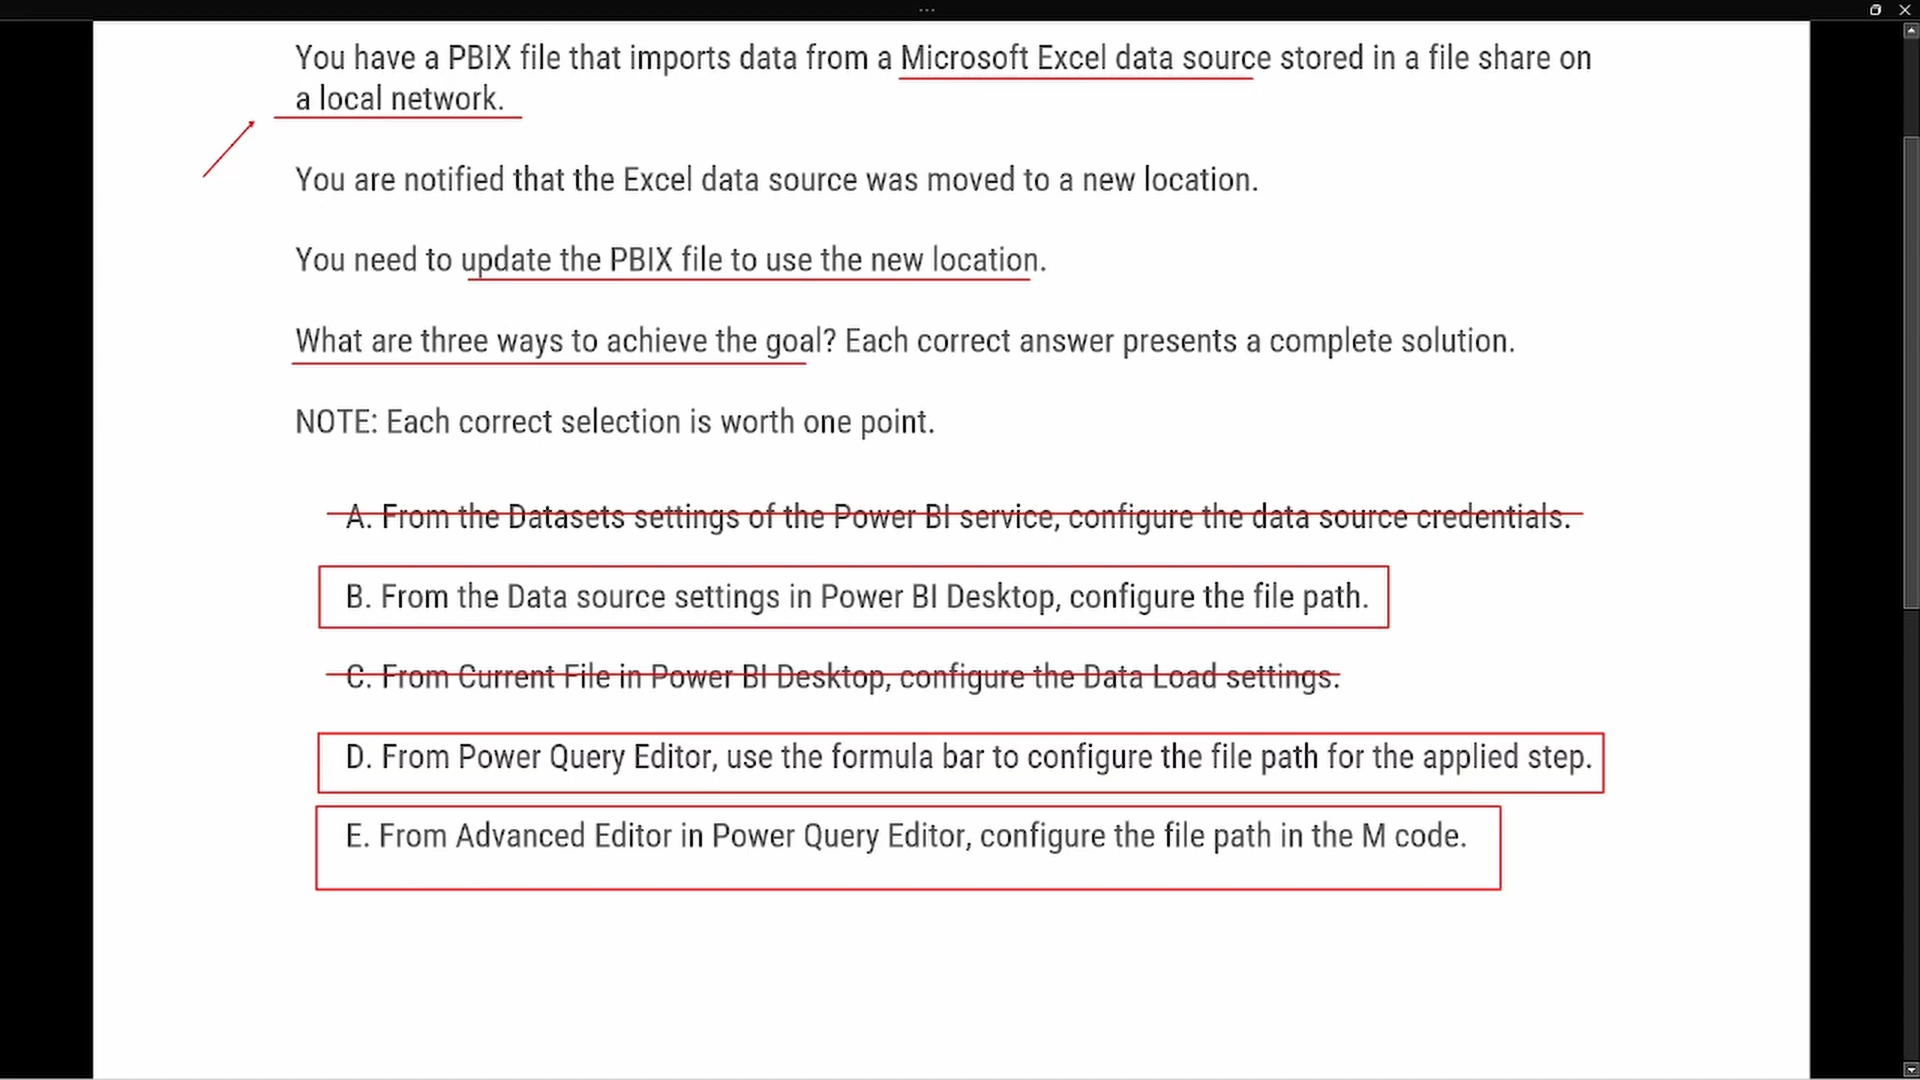 You have a PBIX file that imports data from a Microsoft Excel data source stored in a file share on
a local network.
You are notified that the Excel data source was moved to a new location.
You need to update the PBIX file to use the new location.
What are three ways to achieve the goal? Each correct answer presents a complete solution.
NOTE: Each correct selection is worth one point.
A. From the Datasets settings of the Power BI service, configure the data source credentials.
B. From the Data source settings in Power BI Desktop, configure the file path.
C. From Current File in Power BI Desktop, configure the Data Load settings.
D. From Power Query Editor, use the formula bar to configure the file path for the applied step.
E. From Advanced Editor in Power Query Editor, configure the file path in the M code.